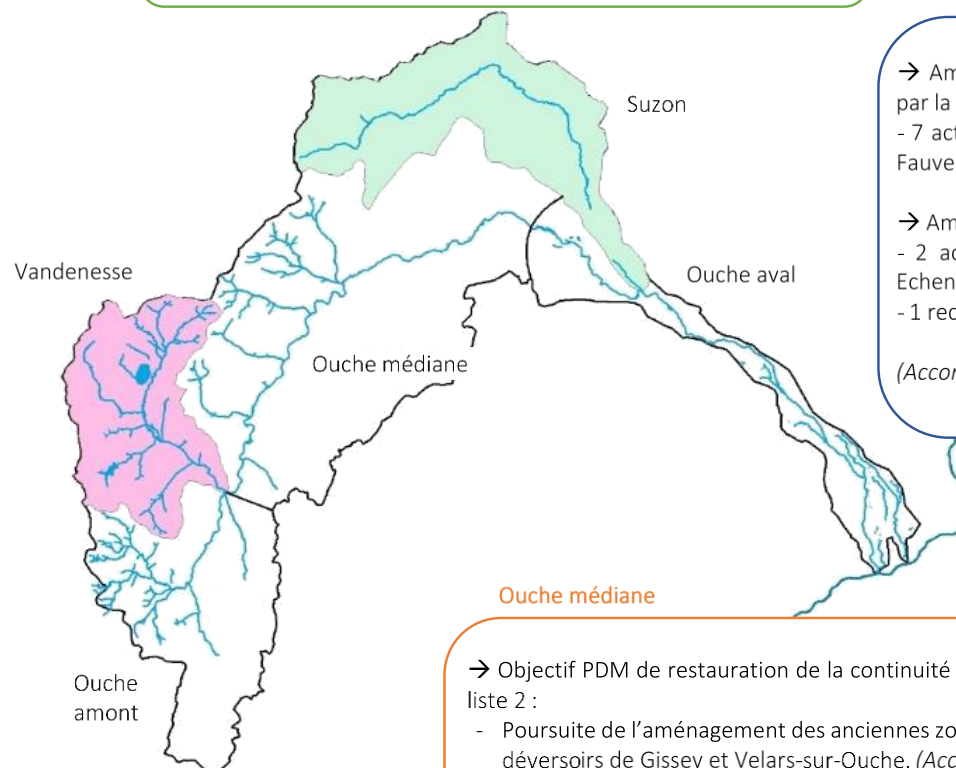 Suzon
→ Am
par la
- 7 act
Fauve
→ Am
- 2 ac
Echen
- 1 rec
(Accor
Vandenesse
Ouche aval
Ouche médiane
Ouche médiane
Ouche
amont
→ Objectif PDM de restauration de la continuité
liste 2 :
- Poursuite de l’aménagement des anciennes zo
déversoirs de Gissey et Velars-sur-Ouche. (Acc